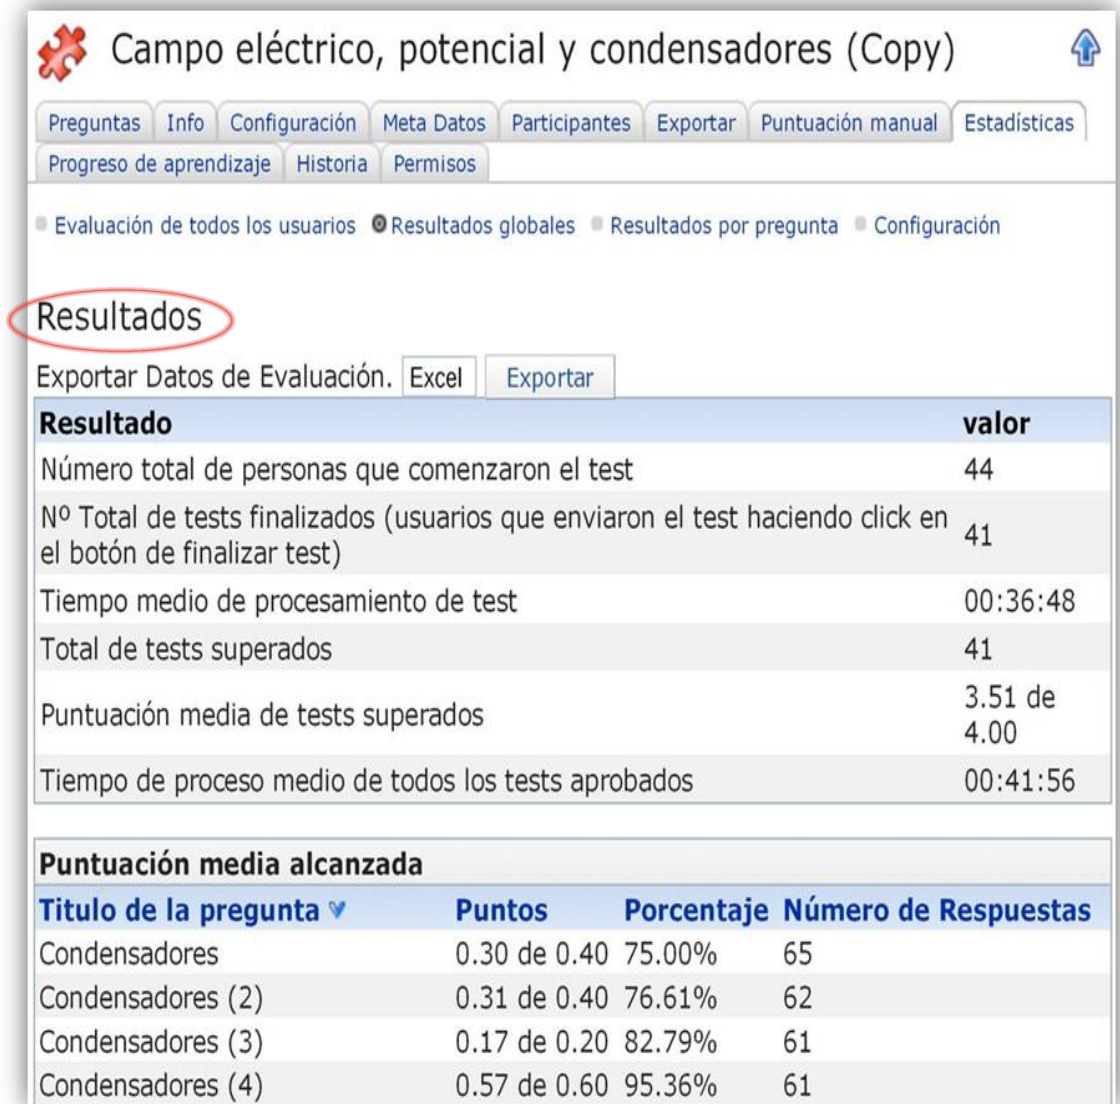 Campo eléctrico, potencial y condensadores (Copy)
Preguntas Info Configuración Meta Datos Participantes Exportar Puntuación manual Estadísticas
Progreso de aprendizaje Historia Permisos
Evaluación de todos los usuarios Resultados globales Resultados por pregunta Configuración
Resultados
Exportar Datos de Evaluación. Excel Exportar
Resultado valor
Número total de personas que comenzaron el test 44
Nº Total de tests finalizados (usuarios que enviaron el test haciendo click en
el botón de finalizar test) 41
Tiempo medio de procesamiento de test 00:36:48
Total de tests superados 41
Puntuación media de tests superados 3.51 de
4.00
Tiempo de proceso medio de todos los tests aprobados 00:41:56
Puntuación media alcanzada
Titulo de la pregunta Puntos Porcentaje Número de Respuestas
Condensadores 0.30 de 0.40 75.00% 65
Condensadores (2) 0.31 de 0.40 76.61% 62
Condensadores (3) 0.17 de 0.20 82.79% 61
Condensadores (4) 0.57 de 0.60 95.36% 61